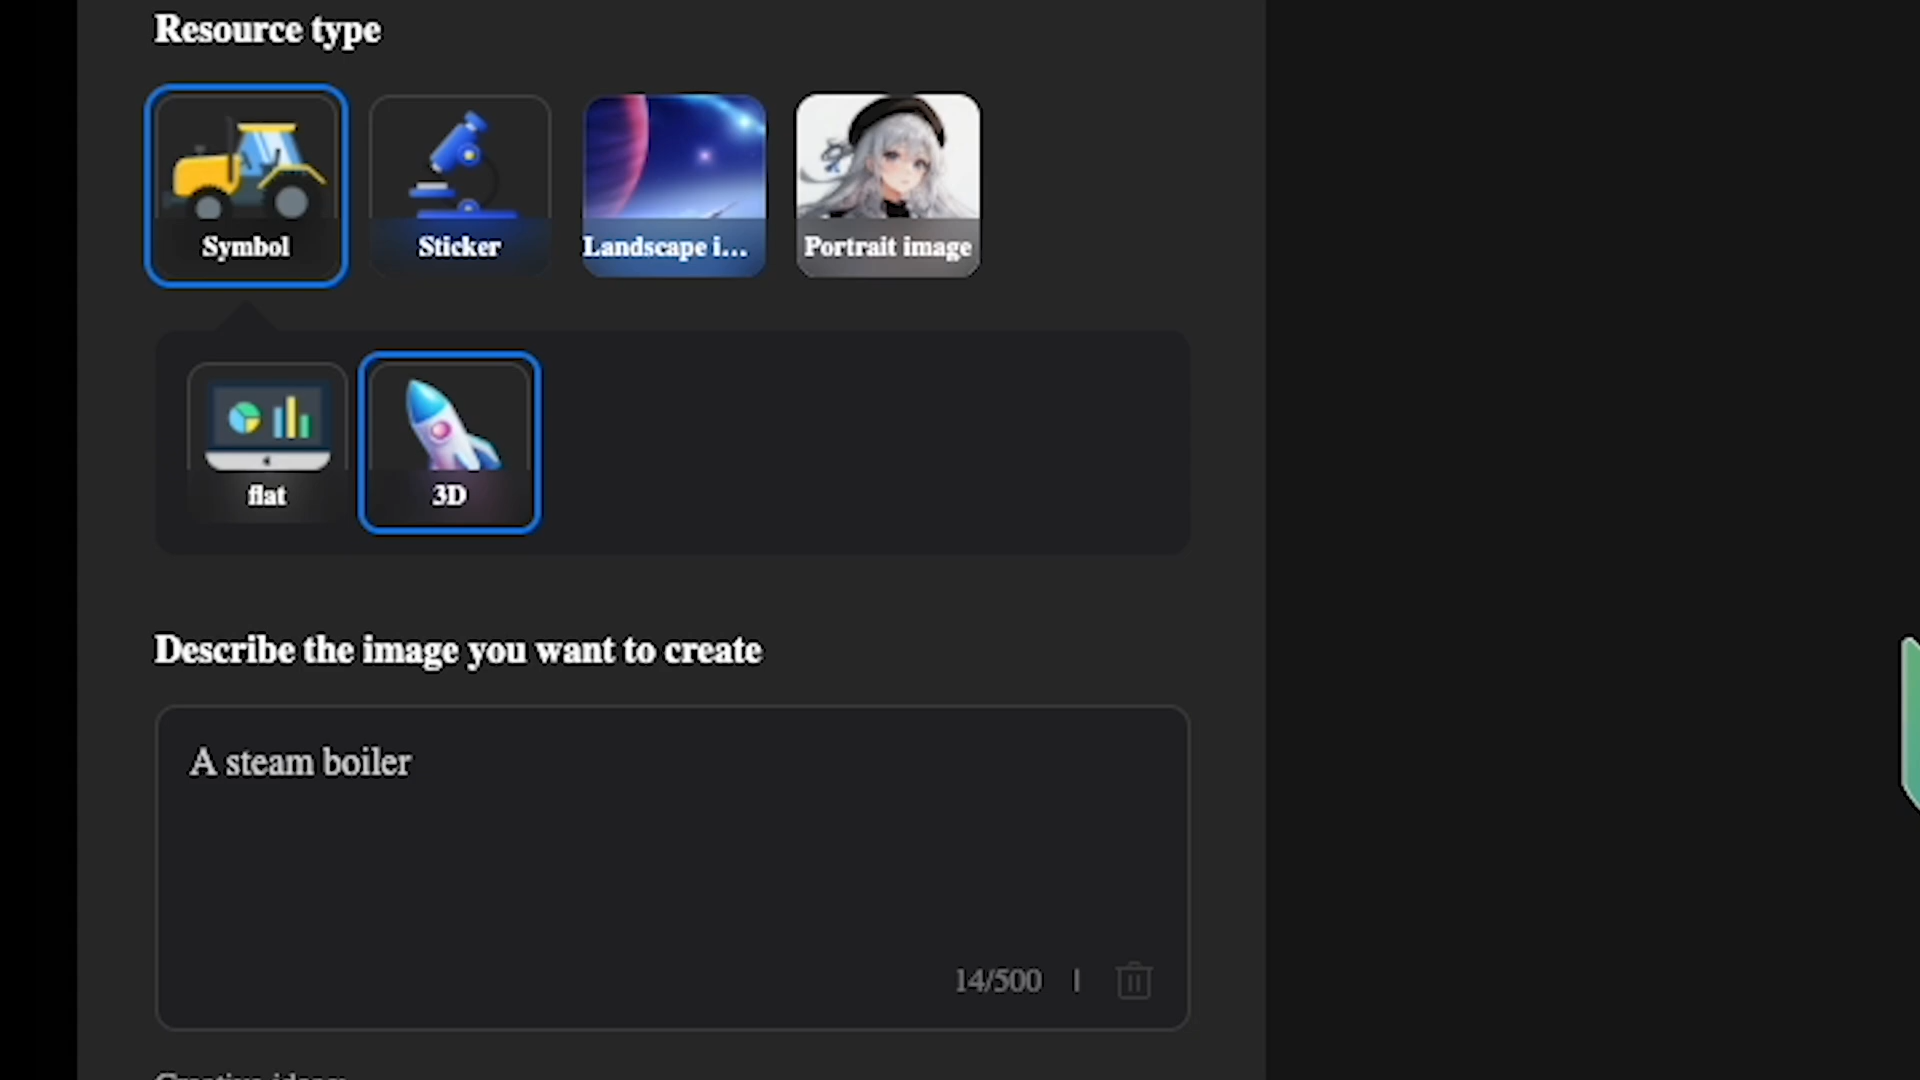 Resource type
Symbol
Sticker
Landscape i...
Portrait image
flat
3D
Describe the image you want to create
A steam boiler
14/500